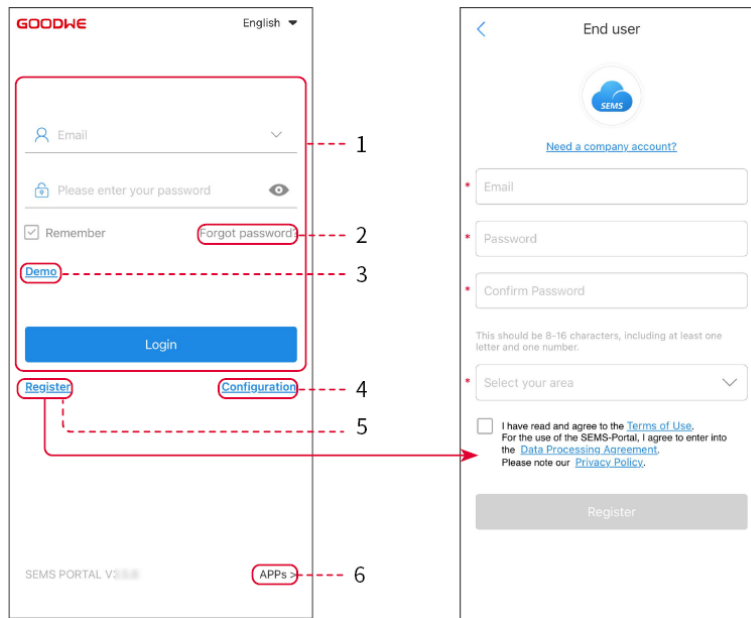 GOODWE
English
Email
1
Please enter your password
Remember
Forgot password?
2
Demo
3
Login
Register
Configuration
4
5
SEMS PORTAL
APPs >
6
End user
SEMS
Need a company account?
* Email
* Password
* Confirm Password
This should be 8-16 characters, including at least one
letter and one number.
* Select your area
I have read and agree to the Terms of Use.
For the use of the SEMS-Portal, I agree to enter into
the Data Processing Agreement.
Please note our Privacy Policy.
Register